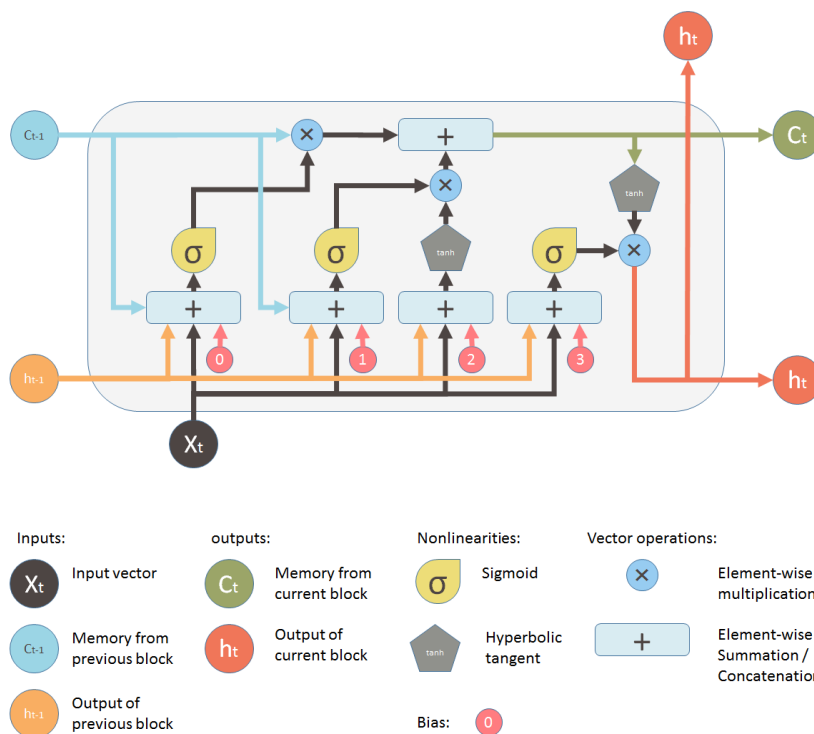 ht
Ct-1
×
+
Ct
×
tanh
σ
σ
tanh
σ
×
+
+
+
+
0
1
2
3
ht-1
ht
Xt
Inputs:
outputs:
Nonlinearities:
Vector operations:
Xt
Input vector
Ct
Memory from
current block
σ
Sigmoid
×
Element-wise
multiplication
Ct-1
Memory from
previous block
ht
Output of
current block
tanh
Hyperbolic
tangent
+
Element-wise
Summation /
Concatenation
ht-1
Output of
previous block
Bias:
0